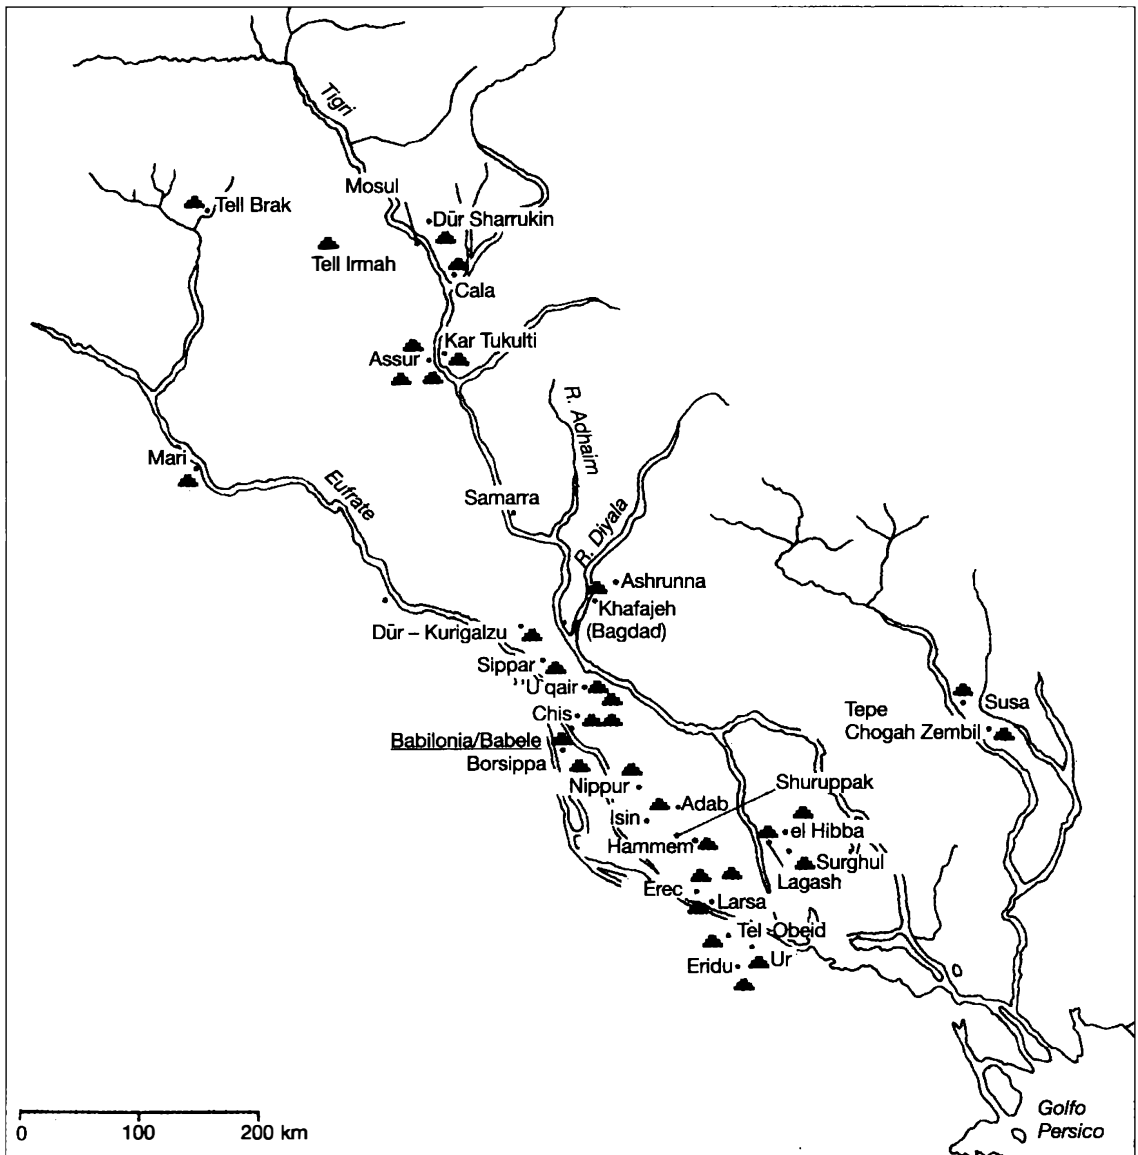 Tigri
Mosul
Tell Brak
Dūr Sharrukin
Tell Irmah
Cala
Kar Tukulti
Assur
R. Adhaim
Mari
Eufrate
Samarra
R. Diyala
Ashrunna
Khafajeh
(Bagdad)
Dūr – Kurigalzu
Sippar
'U qair
Chis
Susa
Tepe
Chogah Zembil
Babilonia/Babele
Borsippa
Nippur
Shuruppak
Adab
Isin
el Hibba
Hammem
Surghul
Lagash
Erec
Larsa
Tel Obeid
Ur
Eridu
Golfo
Persico
0 100 200 km